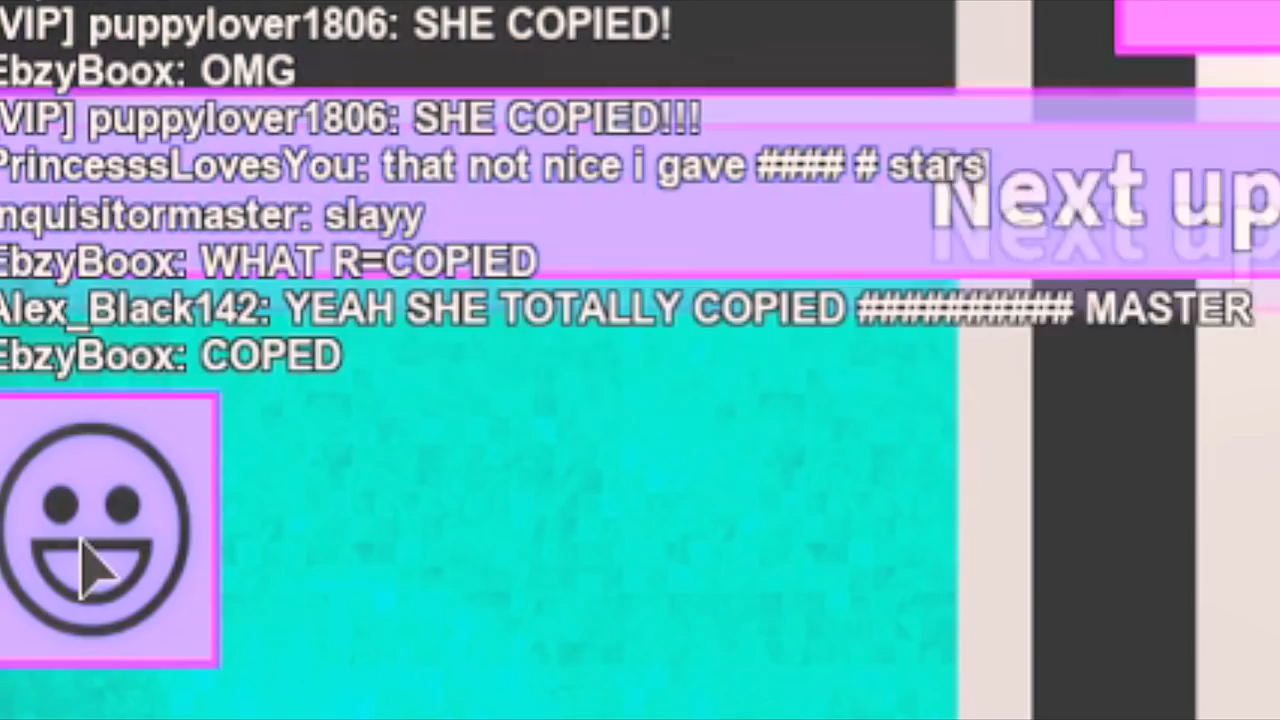 VIP] puppylover1806: SHE COPIED!
EbzyBoox: OMG
VIP] puppylover1806: SHE COPIED!!!
PrincesssLovesYou: that not nice i gave #### # stars
nquisitormaster: slayy
EbzyBoox: WHAT R=COPIED
Alex_Black142: YEAH SHE TOTALLY COPIED ########## MASTER
EbzyBoox: COPED
Next up